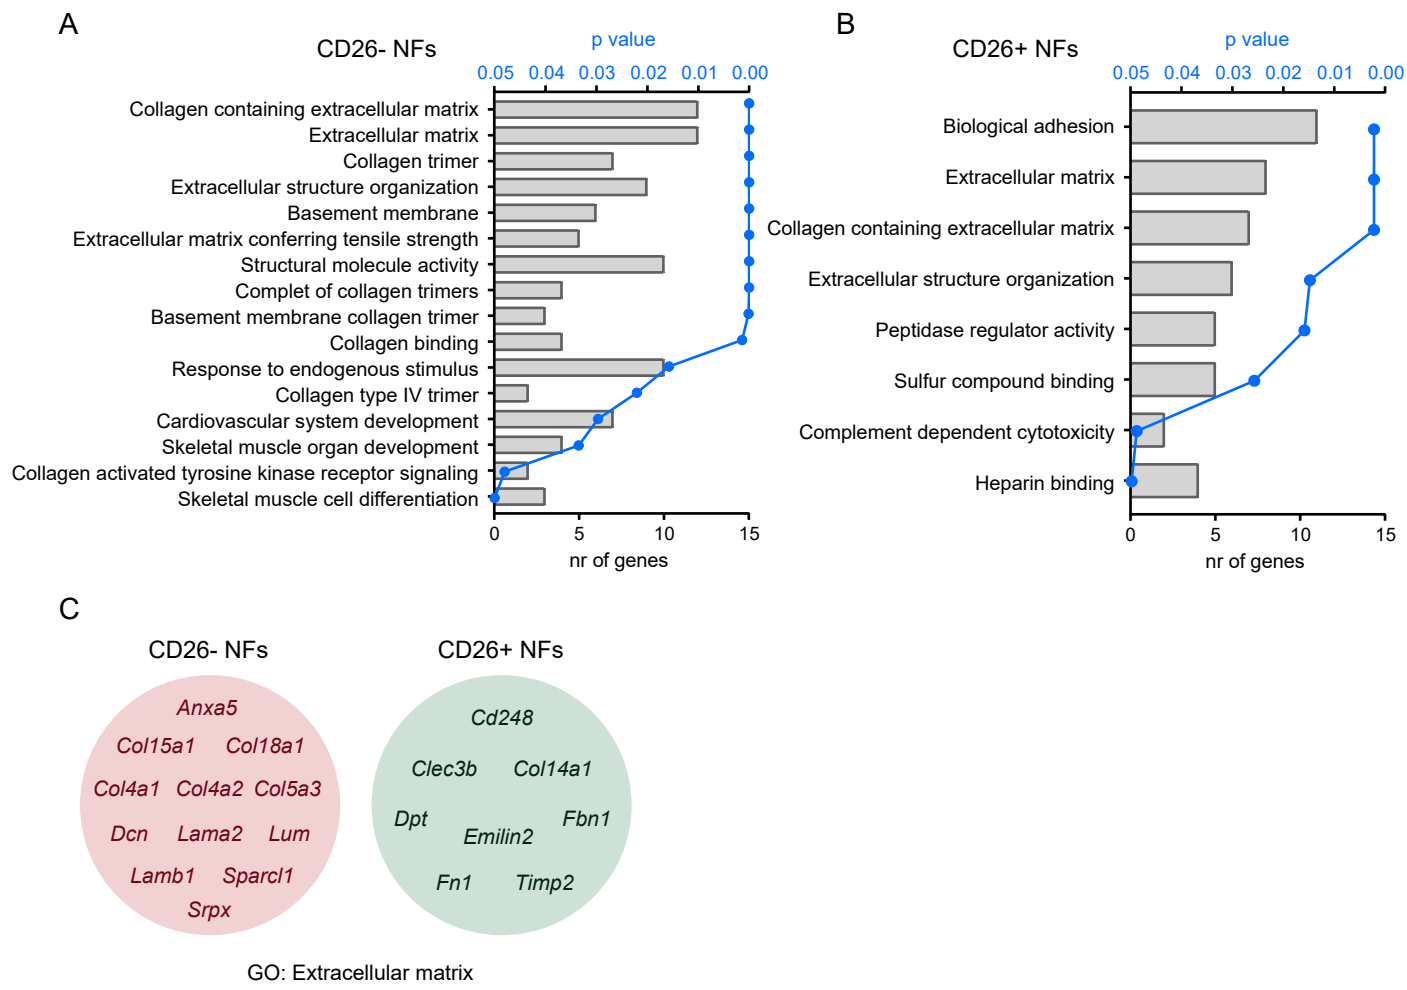 A
CD26- NFs
p value
0.05 0.04 0.03 0.02 0.01 0.00
Collagen containing extracellular matrix
Extracellular matrix
Collagen trimer
Extracellular structure organization
Basement membrane
Extracellular matrix conferring tensile strength
Structural molecule activity
Complet of collagen trimers
Basement membrane collagen trimer
Collagen binding
Response to endogenous stimulus
Collagen type IV trimer
Cardiovascular system development
Skeletal muscle organ development
Collagen activated tyrosine kinase receptor signaling
Skeletal muscle cell differentiation
0 5 10 15
nr of genes
B
CD26+ NFs
p value
0.05 0.04 0.03 0.02 0.01 0.00
Biological adhesion
Extracellular matrix
Collagen containing extracellular matrix
Extracellular structure organization
Peptidase regulator activity
Sulfur compound binding
Complement dependent cytotoxicity
Heparin binding
0 5 10 15
nr of genes
C
CD26- NFs
Anxa5
Col15a1 Col18a1
Col4a1 Col4a2 Col5a3
Dcn Lama2 Lum
Lamb1 Sparcl1
Srpx
CD26+ NFs
Cd248
Clec3b Col14a1
Dpt Emilin2 Fbn1
Fn1 Timp2
GO: Extracellular matrix